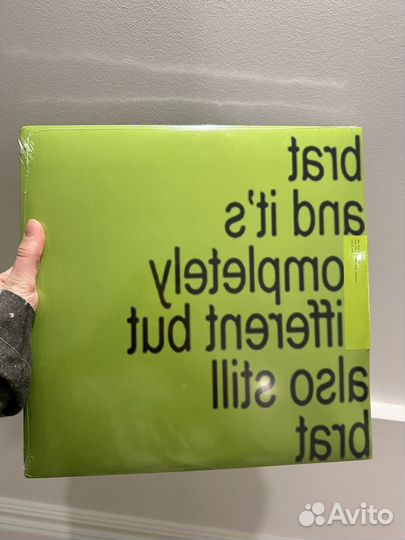 brat
and it's
ompletely
ifferent but
also still
brat
Avito